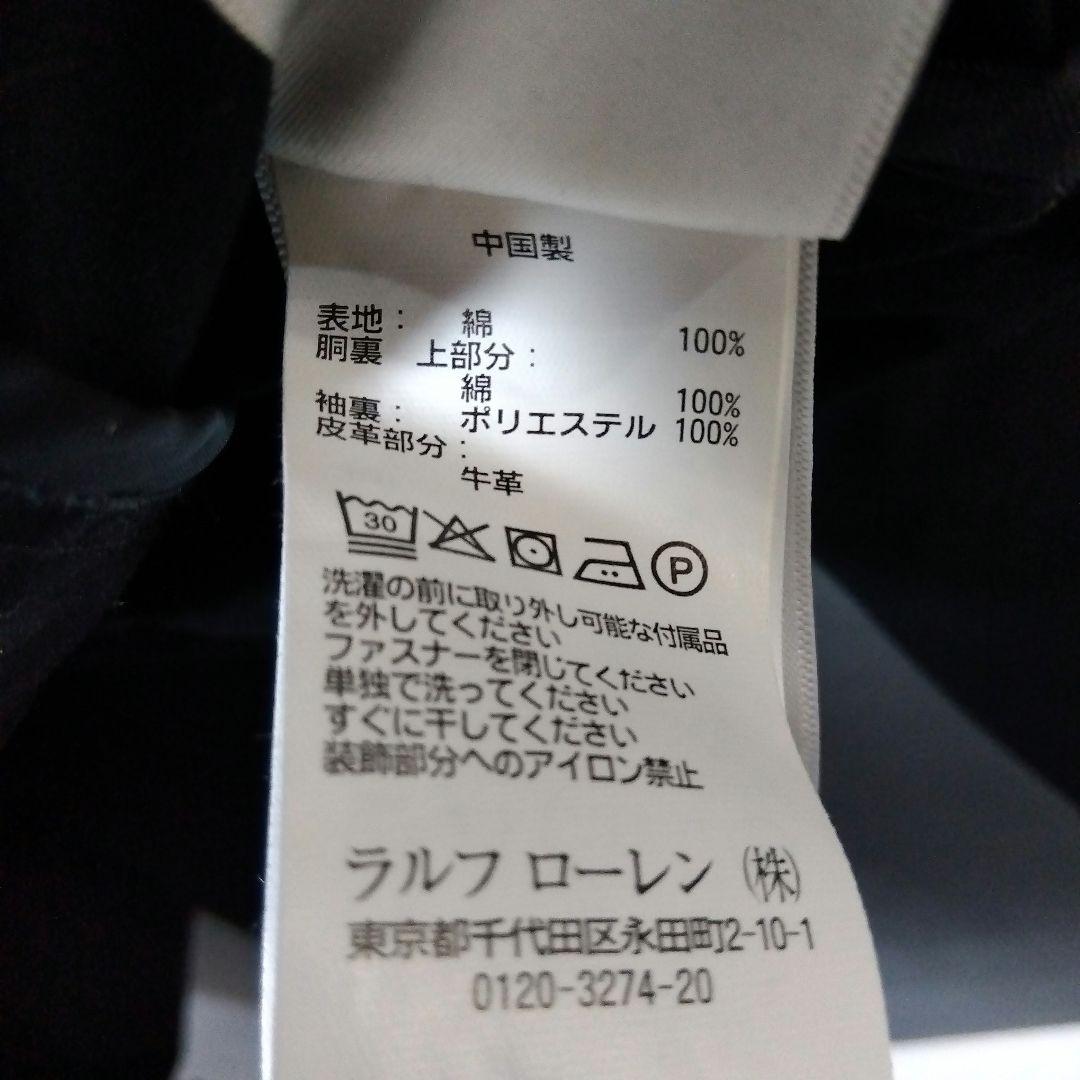 中国製
表地: 綿 100%
胴裏 上部分:
綿 100%
袖裏: ポリエステル 100%
皮革部分:
牛革
30 P
洗濯の前に取り外し可能な付属品
を外してください
ファスナーを閉じてください
単独で洗ってください
すぐに干してください
装飾部分へのアイロン禁止
ラルフ ローレン ㈱
東京都千代田区永田町2-10-1
0120-3274-20